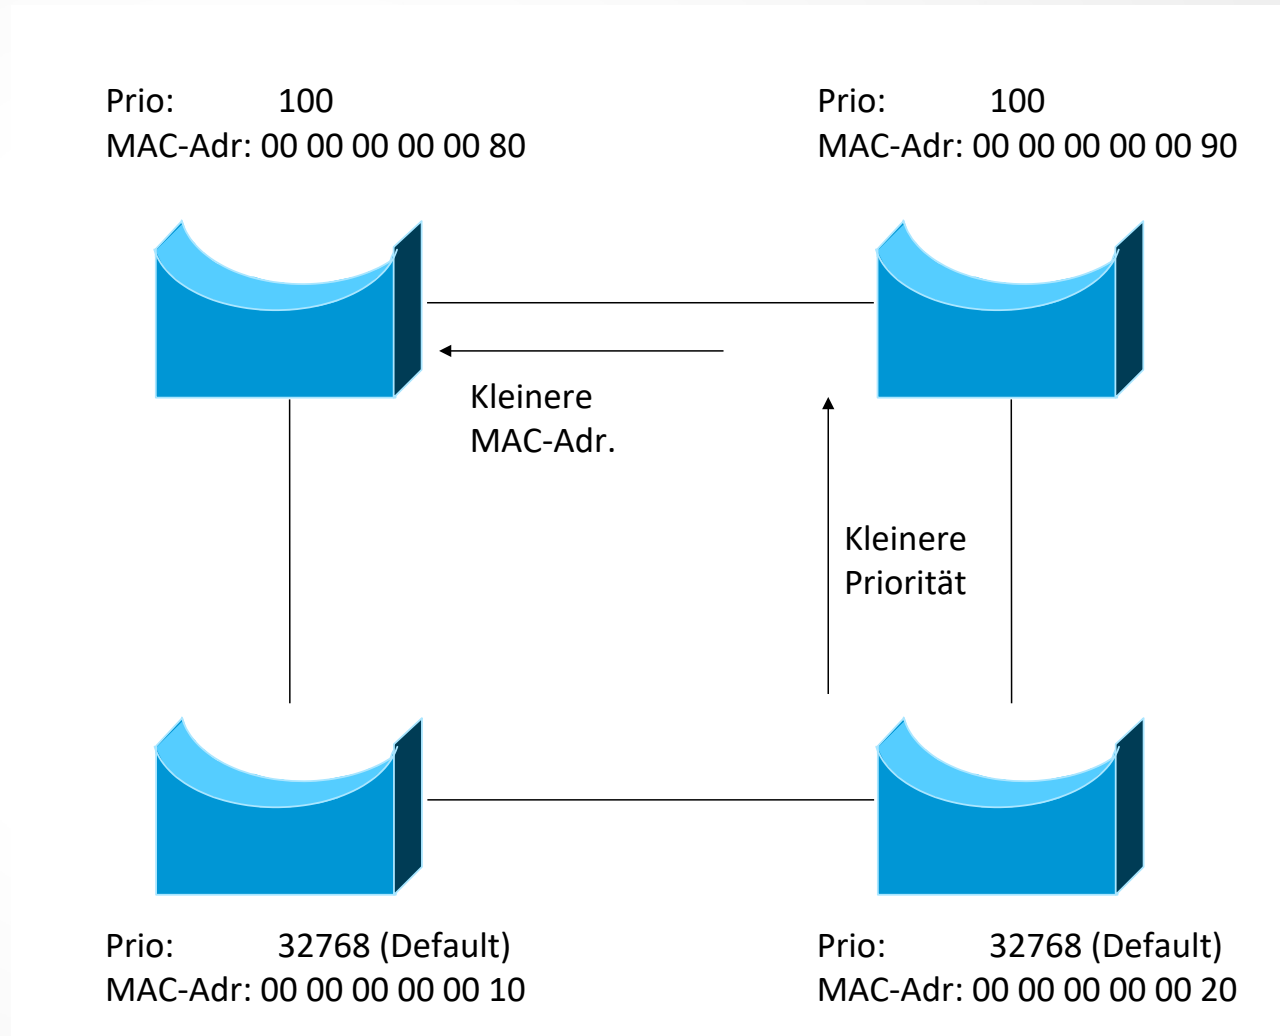 Prio: 100
MAC-Adr: 00 00 00 00 00 80
Prio: 100
MAC-Adr: 00 00 00 00 00 90
Kleinere
MAC-Adr.
Kleinere
Priorität
Prio: 32768 (Default)
MAC-Adr: 00 00 00 00 00 10
Prio: 32768 (Default)
MAC-Adr: 00 00 00 00 00 20